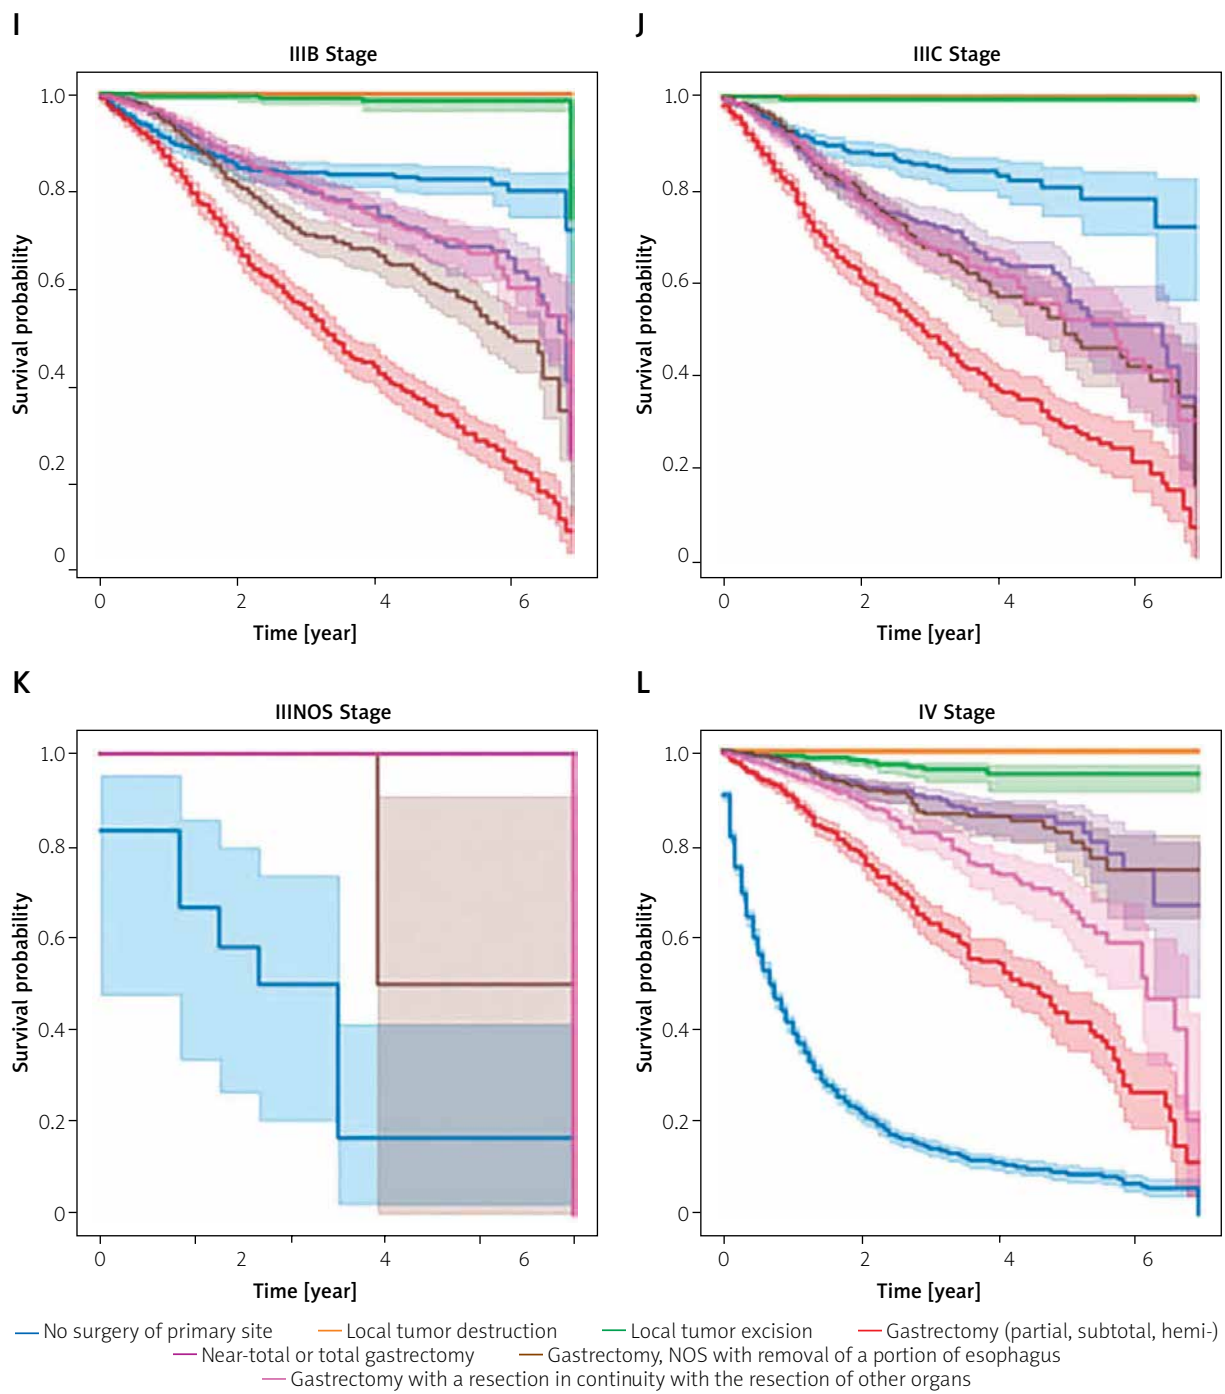 I
IIIB Stage
Survival probability
1.0
0.8
0.6
0.4
0.2
0
0 2 4 6
Time [year]
J
IIIC Stage
Survival probability
1.0
0.8
0.6
0.4
0.2
0
0 2 4 6
Time [year]
K
IIINOS Stage
Survival probability
1.0
0.8
0.6
0.4
0.2
0
0 2 4 6
Time [year]
L
IV Stage
Survival probability
1.0
0.8
0.6
0.4
0.2
0
0 2 4 6
Time [year]
No surgery of primary site Local tumor destruction Local tumor excision Gastrectomy (partial, subtotal, hemi-)
Near-total or total gastrectomy Gastrectomy, NOS with removal of a portion of esophagus
Gastrectomy with a resection in continuity with the resection of other organs